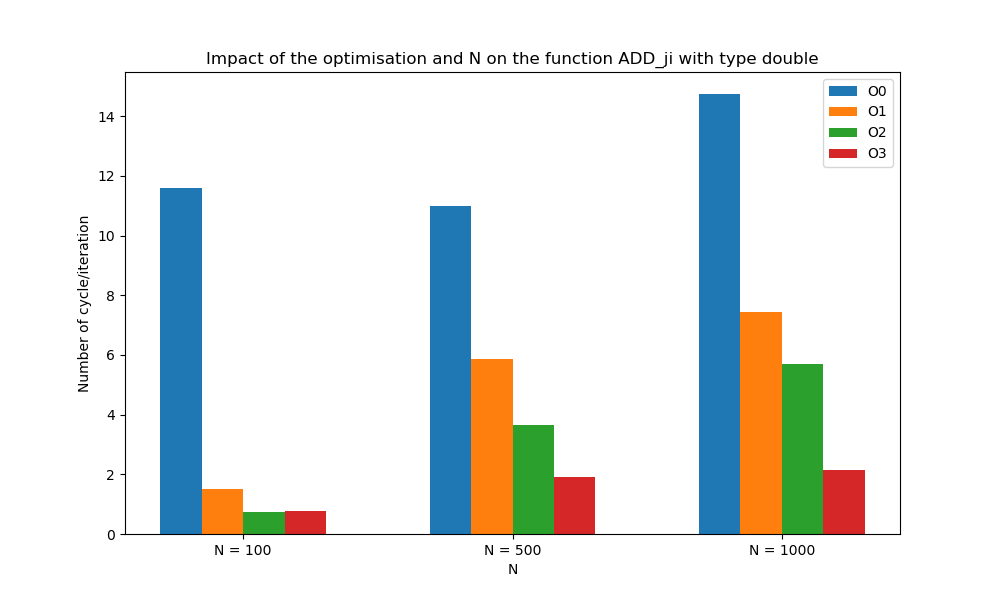 Impact of the optimisation and N on the function ADD_ji with type double
O0
O1
O2
O3
Number of cycle/iteration
14
12
10
8
6
4
2
0
N = 100
N = 500
N = 1000
N